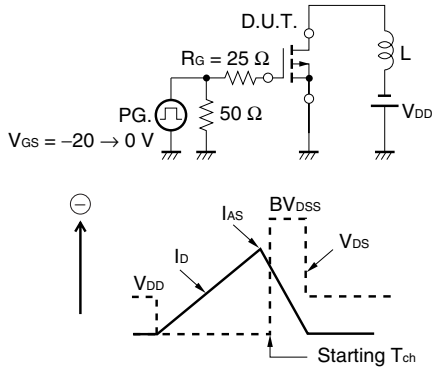 D.U.T.
RG = 25 Ω
L
PG.
50 Ω
VDD
VGS = −20 → 0 V
−
BVDSS
IAS
ID
VDS
VDD
Starting Tch